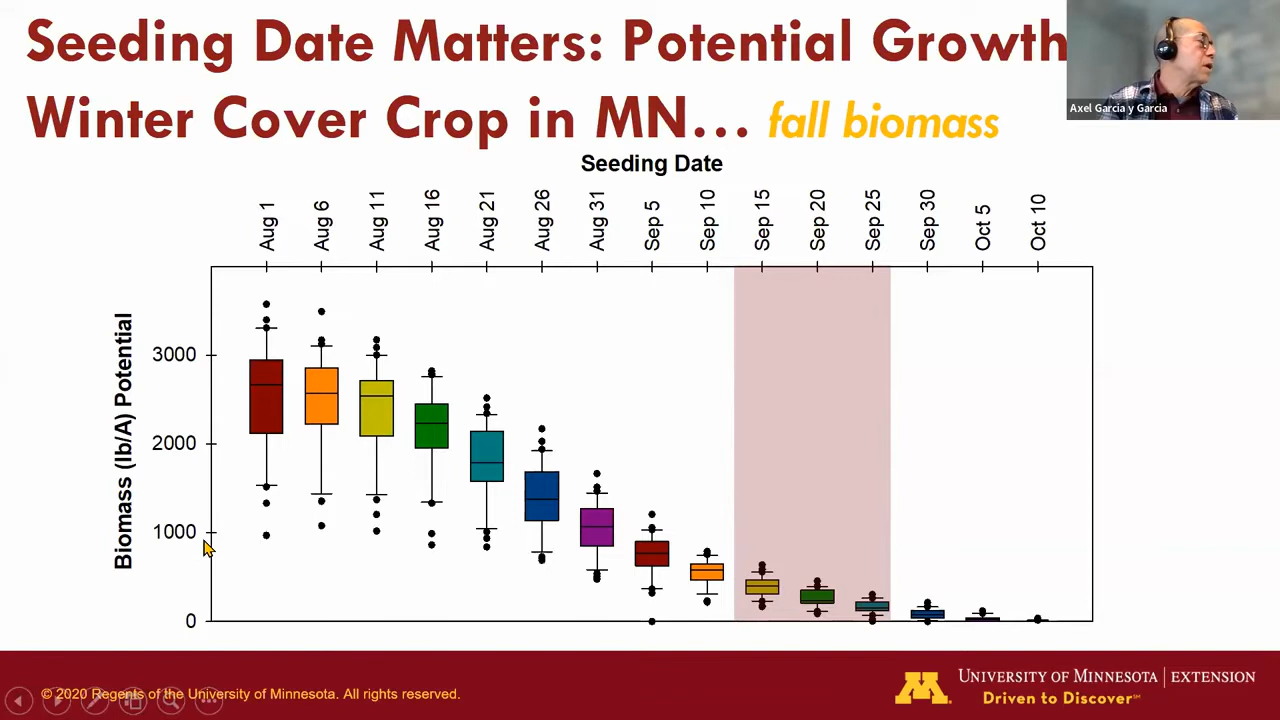 Seeding Date Matters: Potential Growth
Winter Cover Crop in MN... fall biomass
Axel Garcia y Garcia
Seeding Date
Aug 1
Aug 6
Aug 11
Aug 16
Aug 21
Aug 26
Aug 31
Sep 5
Sep 10
Sep 15
Sep 20
Sep 25
Sep 30
Oct 5
Oct 10
Biomass (lb/A) Potential
3000
2000
1000
0
© 2020 Regents of the University of Minnesota. All rights reserved.
UNIVERSITY OF MINNESOTA | EXTENSION
Driven to Discover℠